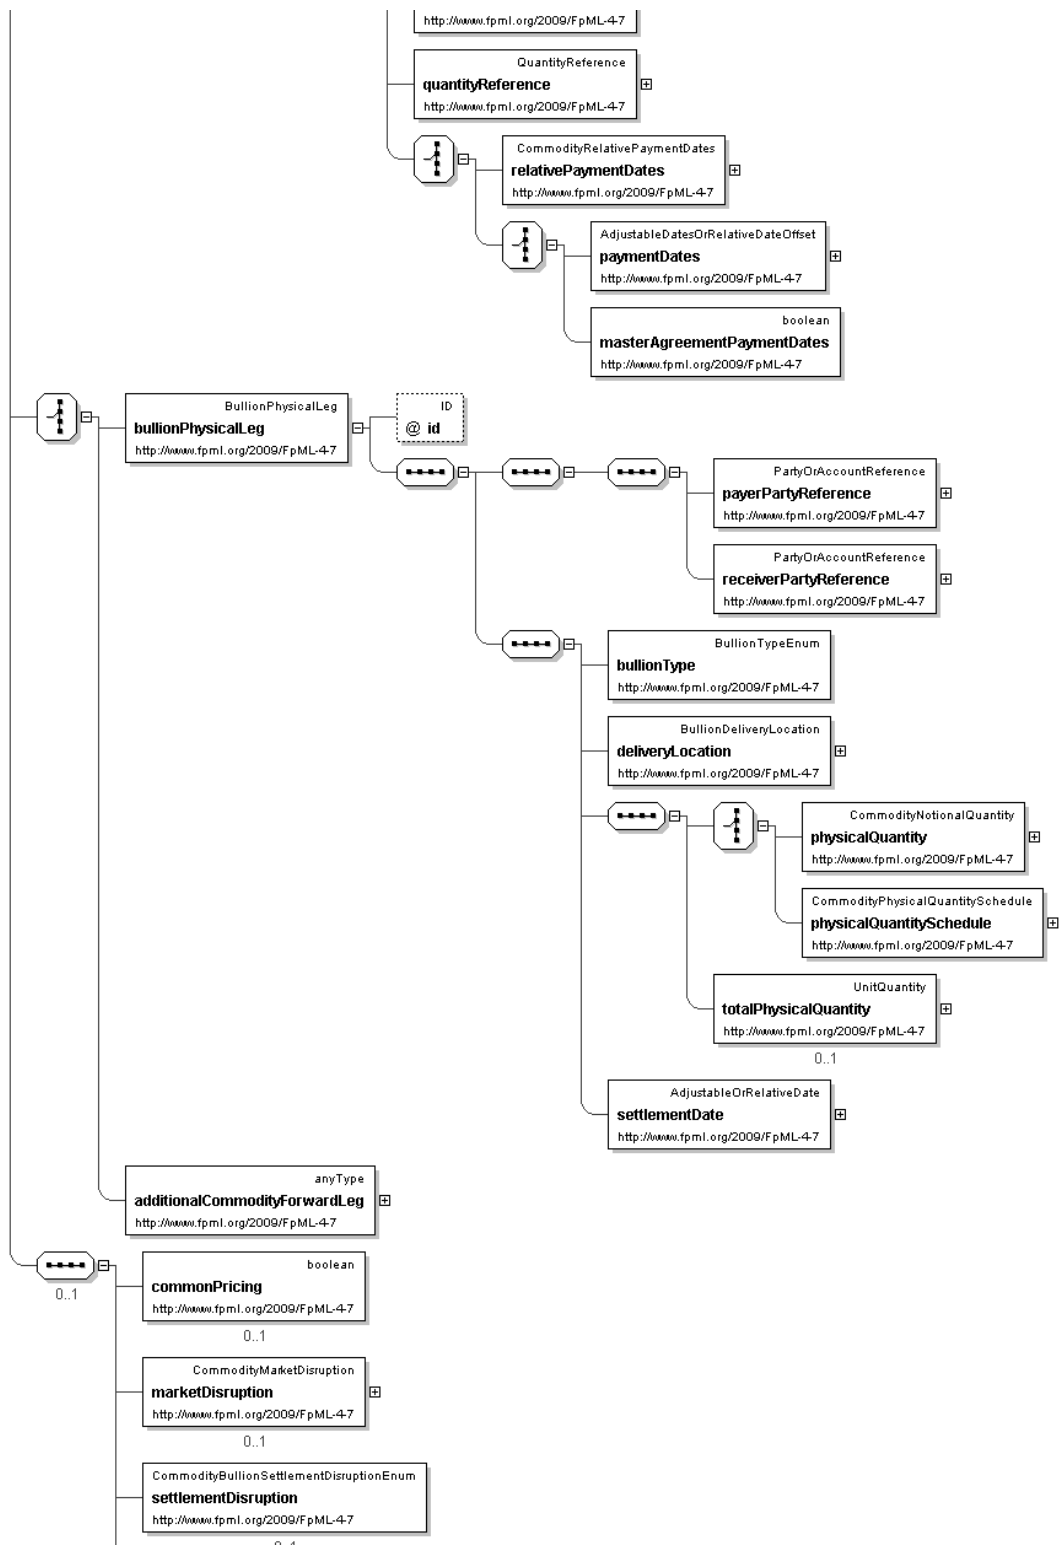 http://www.fpml.org/2009/FpML-4-7
QuantityReference
quantityReference
http://www.fpml.org/2009/FpML-4-7
CommodityRelativePaymentDates
relativePaymentDates
http://www.fpml.org/2009/FpML-4-7
AdjustableDatesOrRelativeDateOffset
paymentDates
http://www.fpml.org/2009/FpML-4-7
boolean
masterAgreementPaymentDates
http://www.fpml.org/2009/FpML-4-7
BullionPhysicalLeg
bullionPhysicalLeg
http://www.fpml.org/2009/FpML-4-7
ID
@ id
PartyOrAccountReference
payerPartyReference
http://www.fpml.org/2009/FpML-4-7
PartyOrAccountReference
receiverPartyReference
http://www.fpml.org/2009/FpML-4-7
BullionTypeEnum
bullionType
http://www.fpml.org/2009/FpML-4-7
BullionDeliveryLocation
deliveryLocation
http://www.fpml.org/2009/FpML-4-7
CommodityNotionalQuantity
physicalQuantity
http://www.fpml.org/2009/FpML-4-7
CommodityPhysicalQuantitySchedule
physicalQuantitySchedule
http://www.fpml.org/2009/FpML-4-7
UnitQuantity
totalPhysicalQuantity
http://www.fpml.org/2009/FpML-4-7
0..1
AdjustableOrRelativeDate
settlementDate
http://www.fpml.org/2009/FpML-4-7
anyType
additionalCommodityForwardLeg
http://www.fpml.org/2009/FpML-4-7
0..1
boolean
commonPricing
http://www.fpml.org/2009/FpML-4-7
0..1
CommodityMarketDisruption
marketDisruption
http://www.fpml.org/2009/FpML-4-7
0..1
CommodityBullionSettlementDisruptionEnum
settlementDisruption
http://www.fpml.org/2009/FpML-4-7
0..1